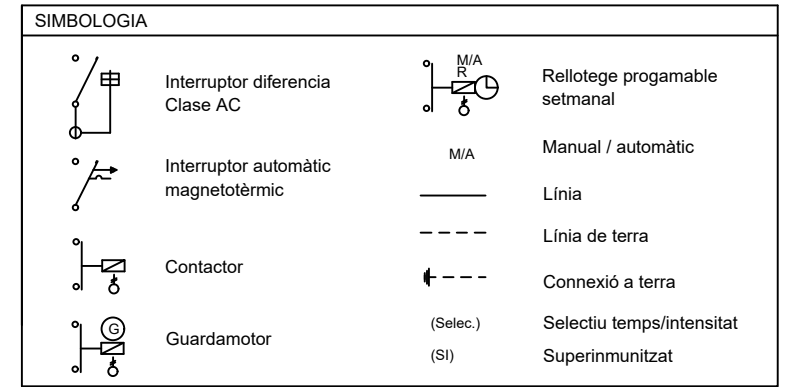 SIMBOLOGIA
Interruptor diferencia
Clase AC
Interruptor automàtic
magnetotèrmic
Contactor
G
Guardamotor
M/A
R
Rellotege progamable
setmanal
M/A
Manual / automàtic
Línia
Línia de terra
Connexió a terra
(Selec.)
Selectiu temps/intensitat
(SI)
Superinmunitzat